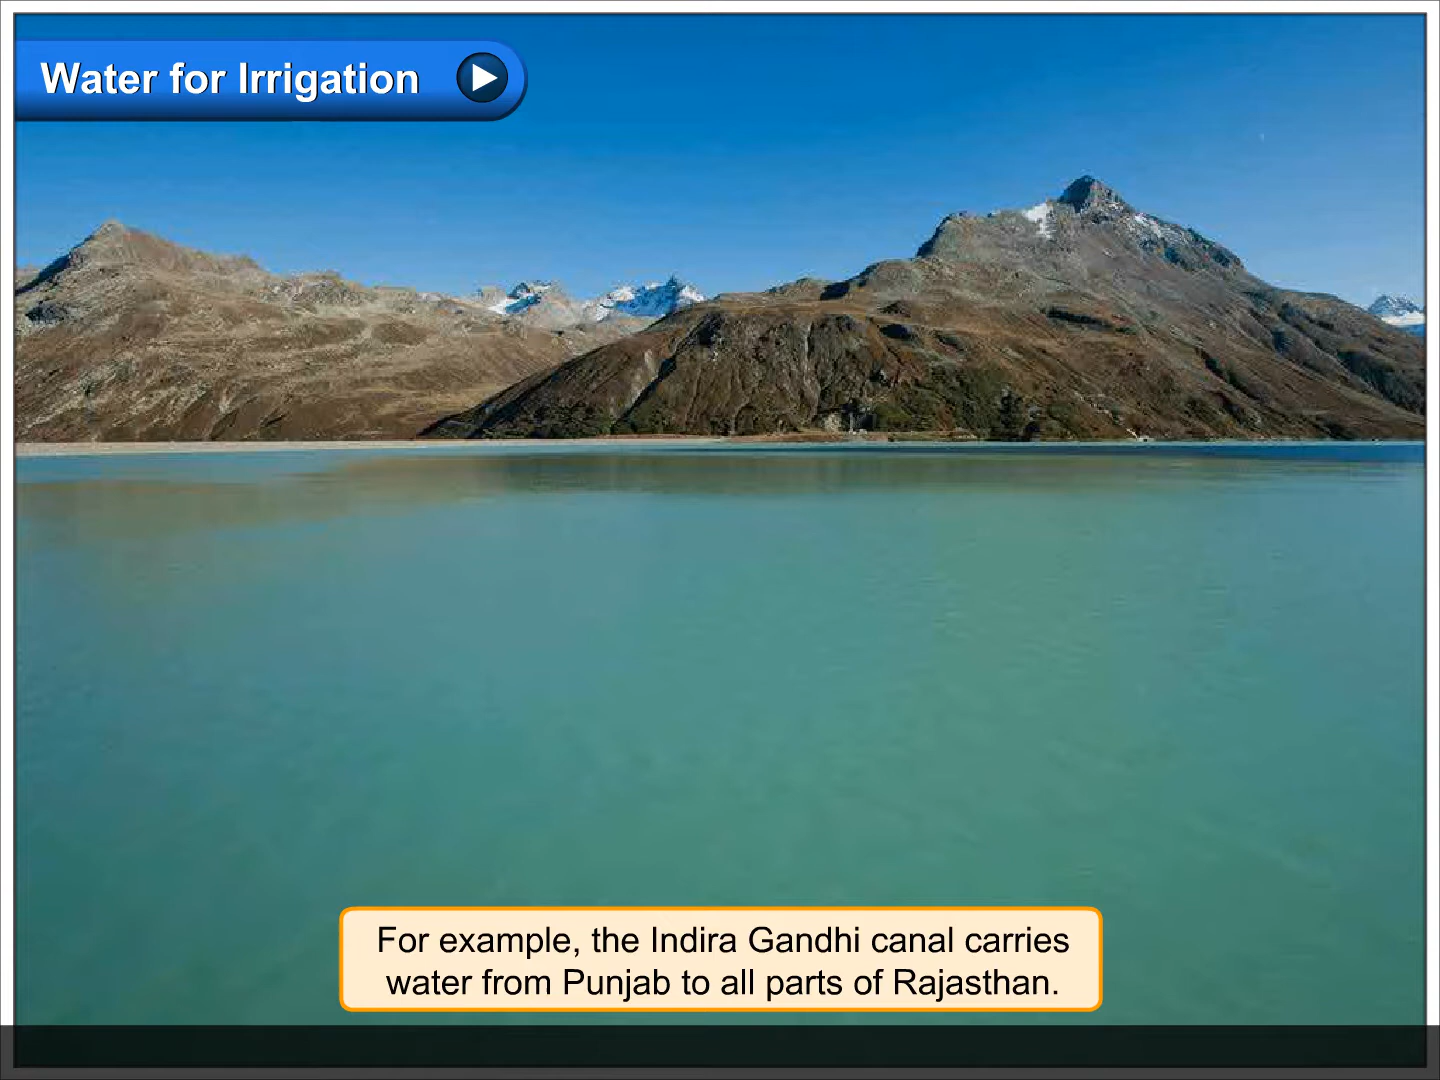 Water for Irrigation
For example, the Indira Gandhi canal carries
water from Punjab to all parts of Rajasthan.